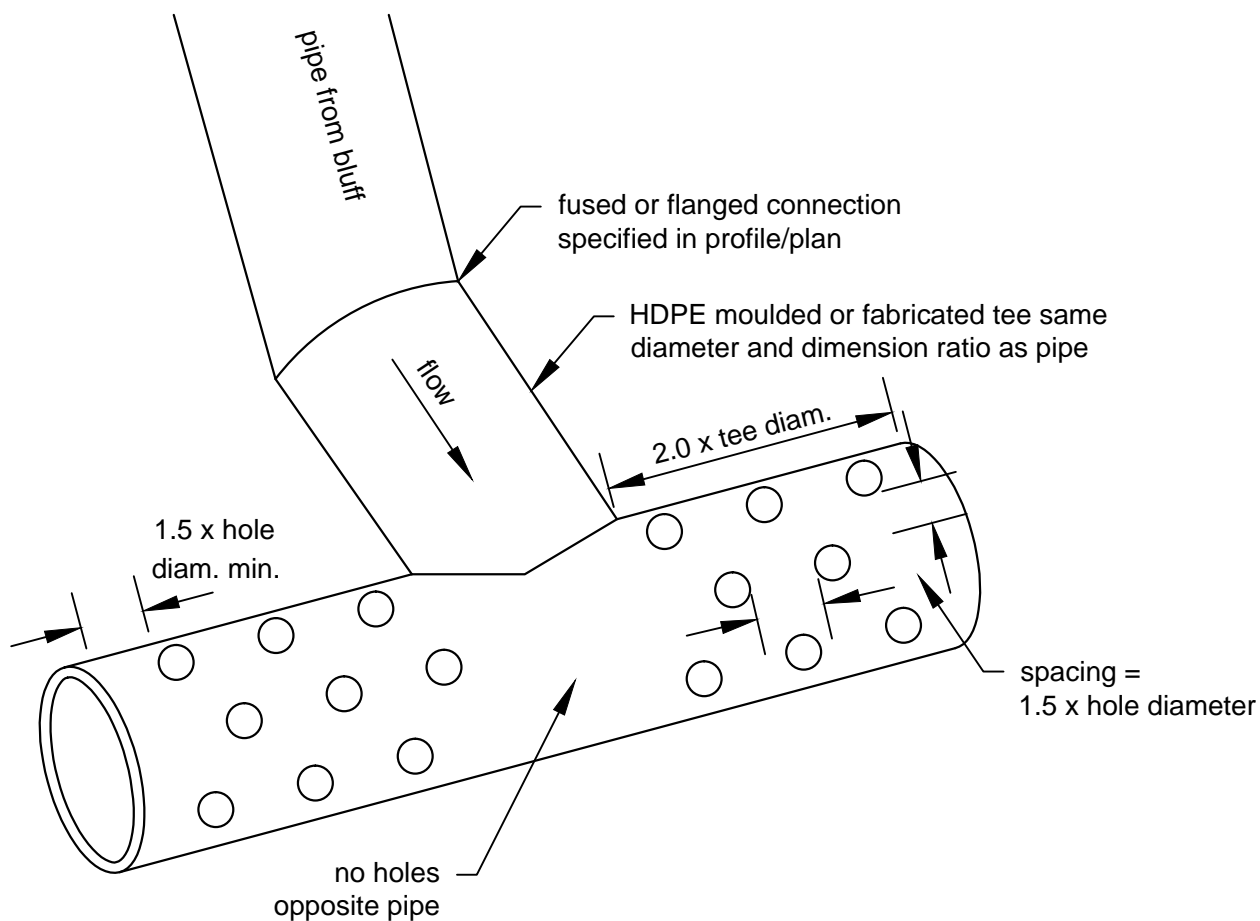 pipe from bluff
fused or flanged connection
specified in profile/plan
HDPE moulded or fabricated tee same
diameter and dimension ratio as pipe
flow
2.0 x tee diam.
1.5 x hole
diam. min.
spacing =
1.5 x hole diameter
no holes
opposite pipe